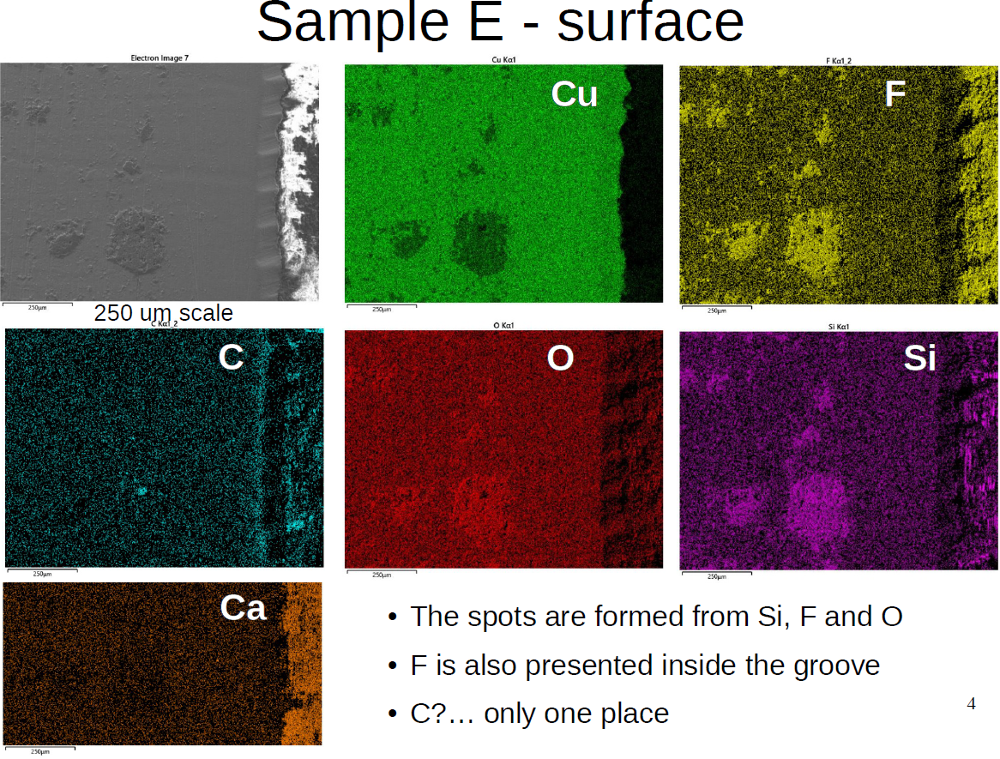 Sample E - surface
Electron Image 7
Cu Kα1
F Kα1_2
Cu
F
250μm
250μm
250μm
250 um scale
C Kα1_2
O Kα1
Si Kα1
C
O
Si
250μm
250μm
250μm
Ca
• The spots are formed from Si, F and O
• F is also presented inside the groove
• C?... only one place
4
250μm